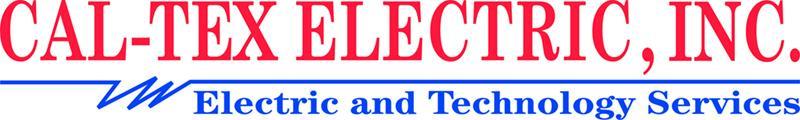 CAL-TEX ELECTRIC, INC.
Electric and Technology Services